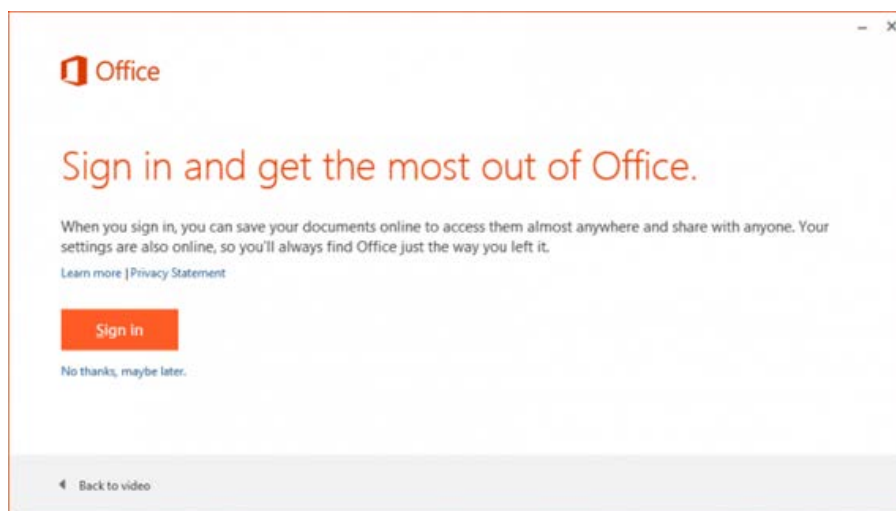 Office
Sign in and get the most out of Office.
When you sign in, you can save your documents online to access them almost anywhere and share with anyone. Your
settings are also online, so you'll always find Office just the way you left it.
Learn more | Privacy Statement
Sign in
No thanks, maybe later.
Back to video